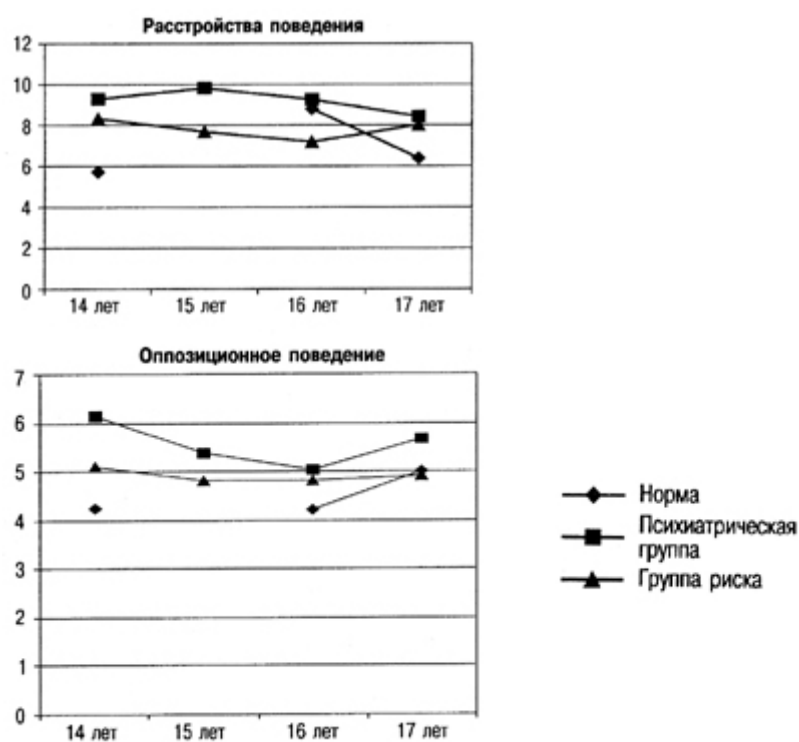 Расстройства поведения
12
10
8
6
4
2
0
14 лет 15 лет 16 лет 17 лет
Оппозиционное поведение
7
6
5
4
3
2
1
0
14 лет 15 лет 16 лет 17 лет
Норма
Психиатрическая
группа
Группа риска